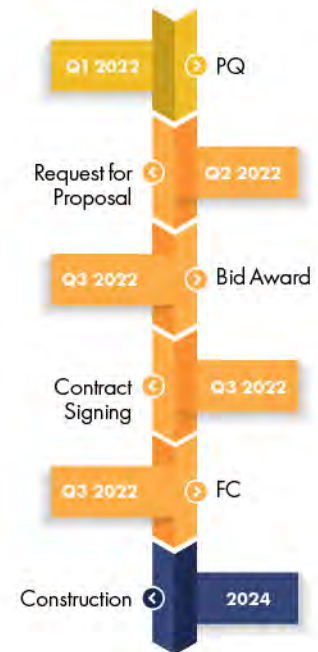 Q1 2022
PQ
Request for
Proposal
Q2 2022
Q3 2022
Bid Award
Contract
Signing
Q3 2022
Q3 2022
FC
Construction
2024